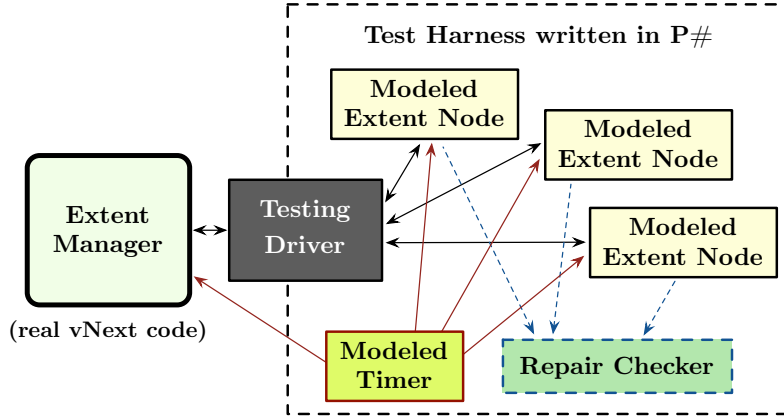 Test Harness written in P#
Modeled
Extent Node
Modeled
Extent Node
Modeled
Extent Node
Testing
Driver
Extent
Manager
(real vNext code)
Modeled
Timer
Repair Checker